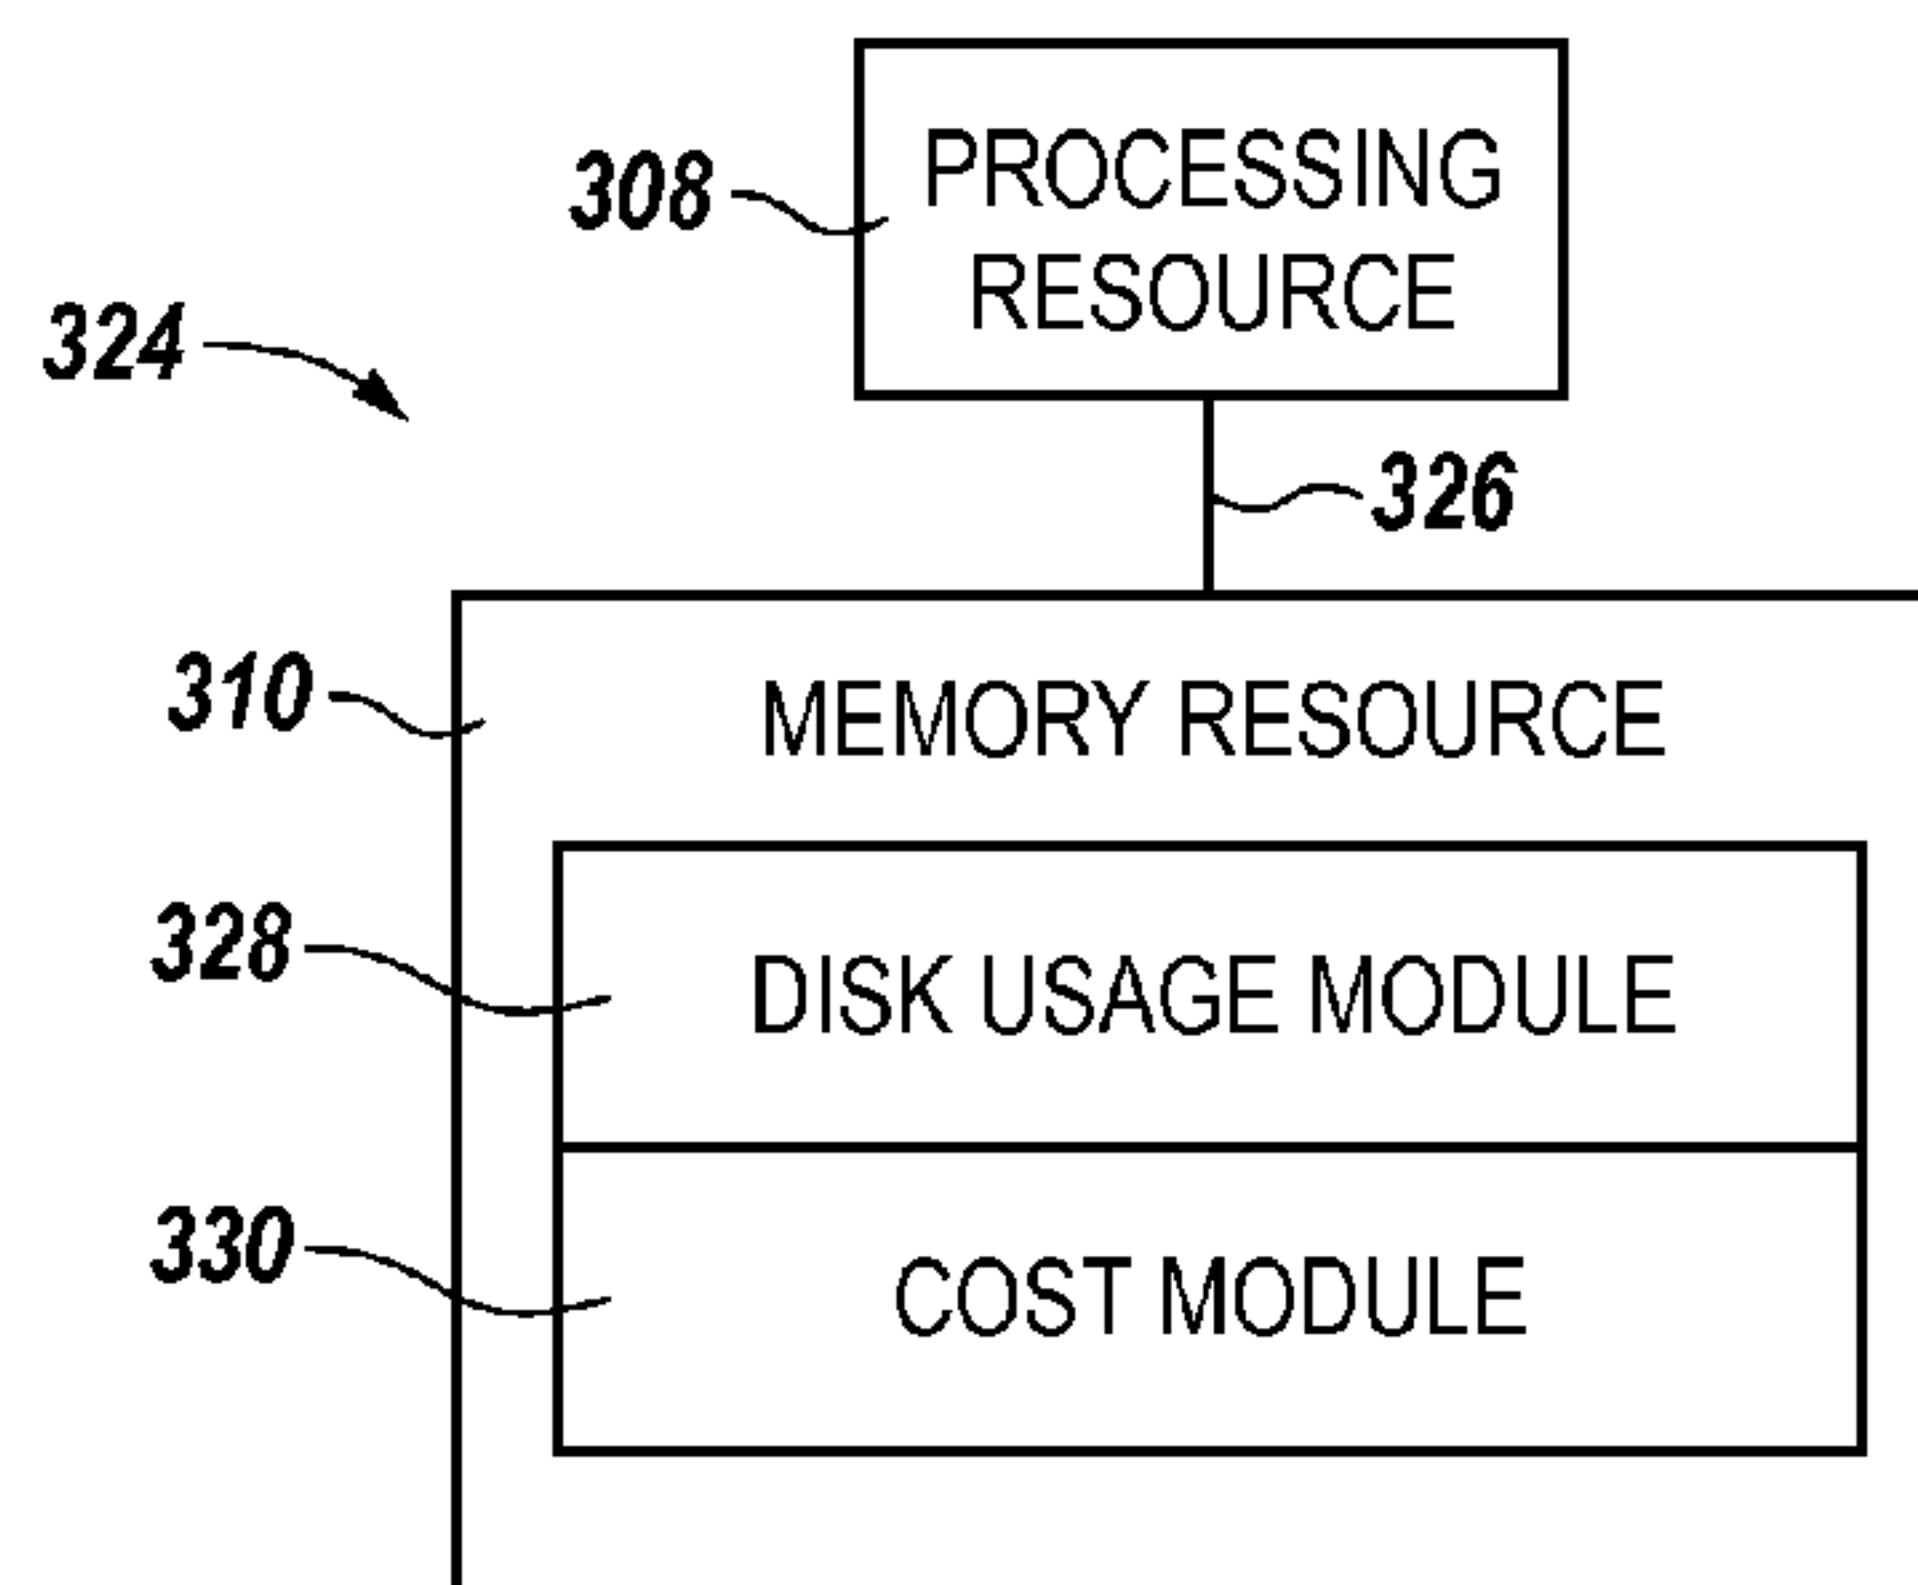 308
PROCESSING
RESOURCE
324
326
310
MEMORY RESOURCE
328
DISK USAGE MODULE
330
COST MODULE